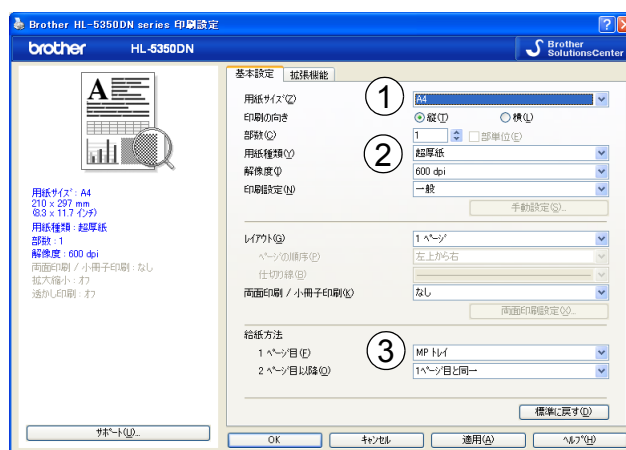 Brother HL-5350DN series 印刷設定
brother HL-5350DN
Brother
SolutionsCenter
基本設定 拡張機能
用紙サイズ(Z) ① A4
印刷の向き 縦(T) 横(L)
部数(C) 1 部単位(E)
用紙種類(Y) ② 超厚紙
解像度(I) 600 dpi
印刷設定(N) 一般
手動設定(S)...
レイアウト(G) 1 ページ
ページの順序(P) 左上から右
仕切り線(B)
両面印刷 / 小冊子印刷(K) なし
両面印刷設定(X)...
給紙方法
1 ページ目(F) ③ MP トレイ
2 ページ目以降(O) 1ページ目と同一
標準に戻す(D)
用紙サイズ : A4
210 x 297 mm
(8.3 x 11.7 インチ)
用紙種類 : 超厚紙
部数 : 1
解像度 : 600 dpi
両面印刷 / 小冊子印刷 : なし
拡大縮小 : オフ
透かし印刷 : オフ
サポート(U)...
OK キャンセル 適用(A) ヘルプ(H)